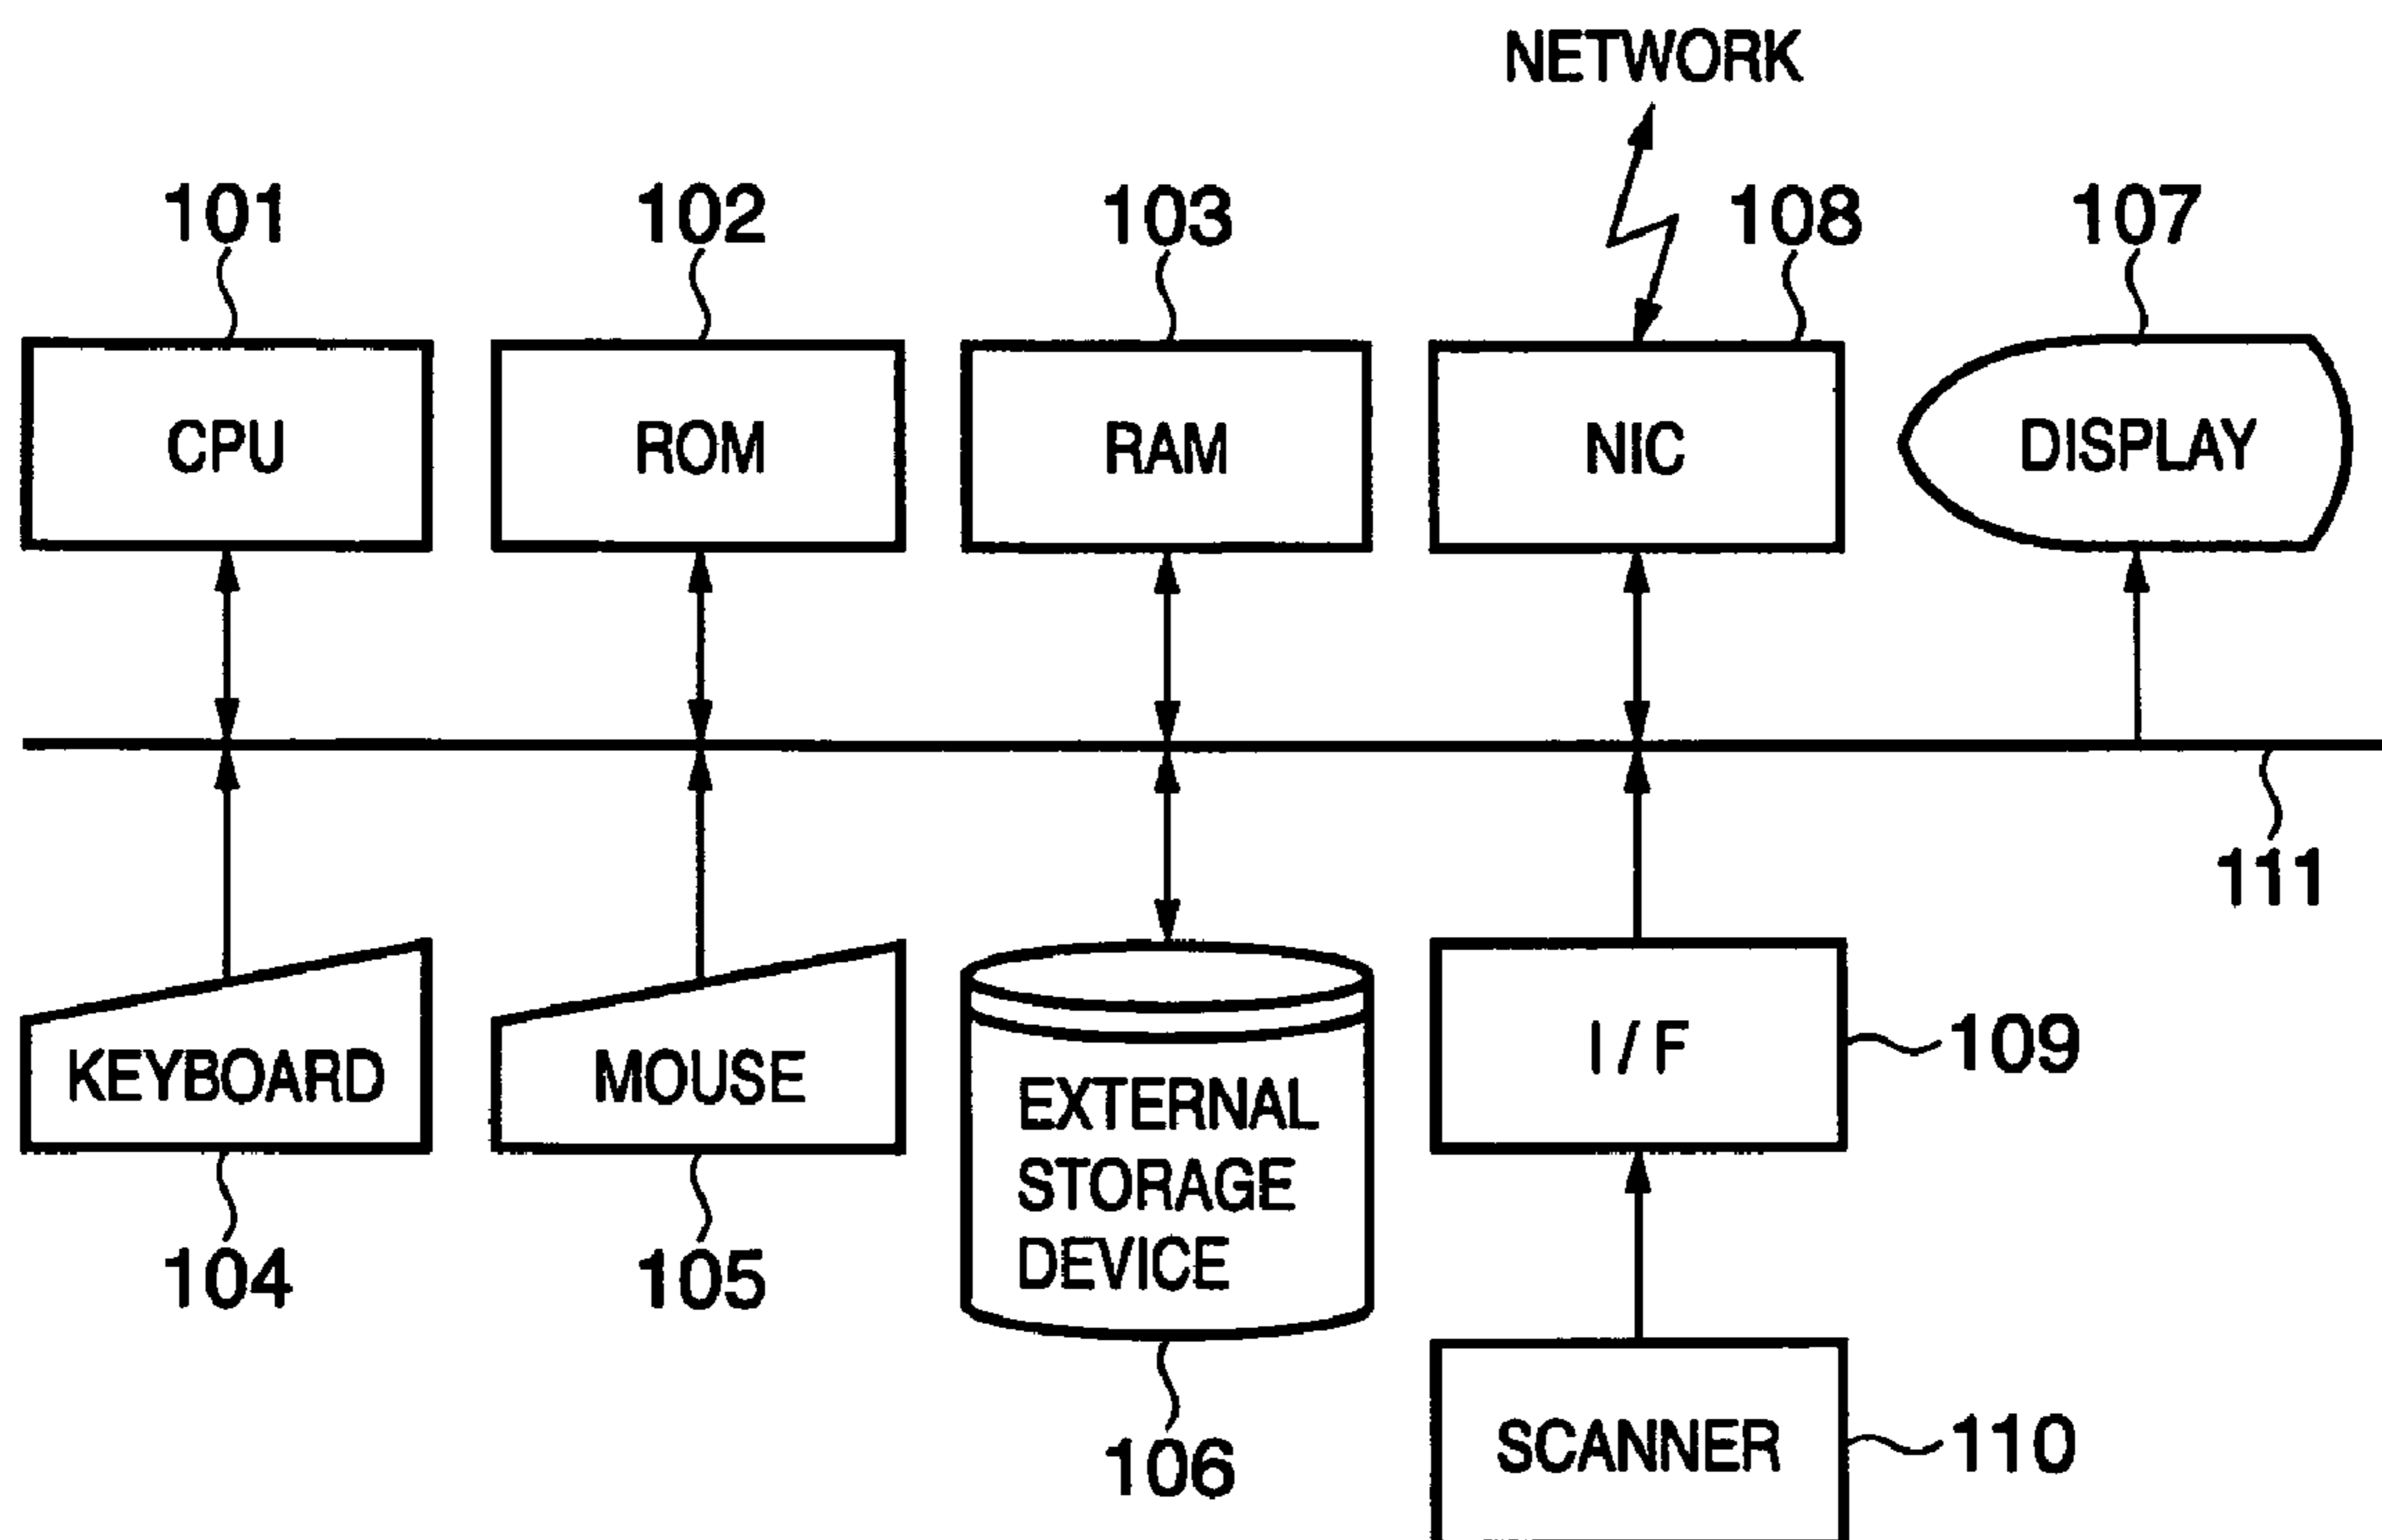 NETWORK
101
102
103
108
107
CPU
ROM
RAM
NIC
DISPLAY
111
KEYBOARD
MOUSE
EXTERNAL
STORAGE
DEVICE
I / F
109
104
105
106
SCANNER
110